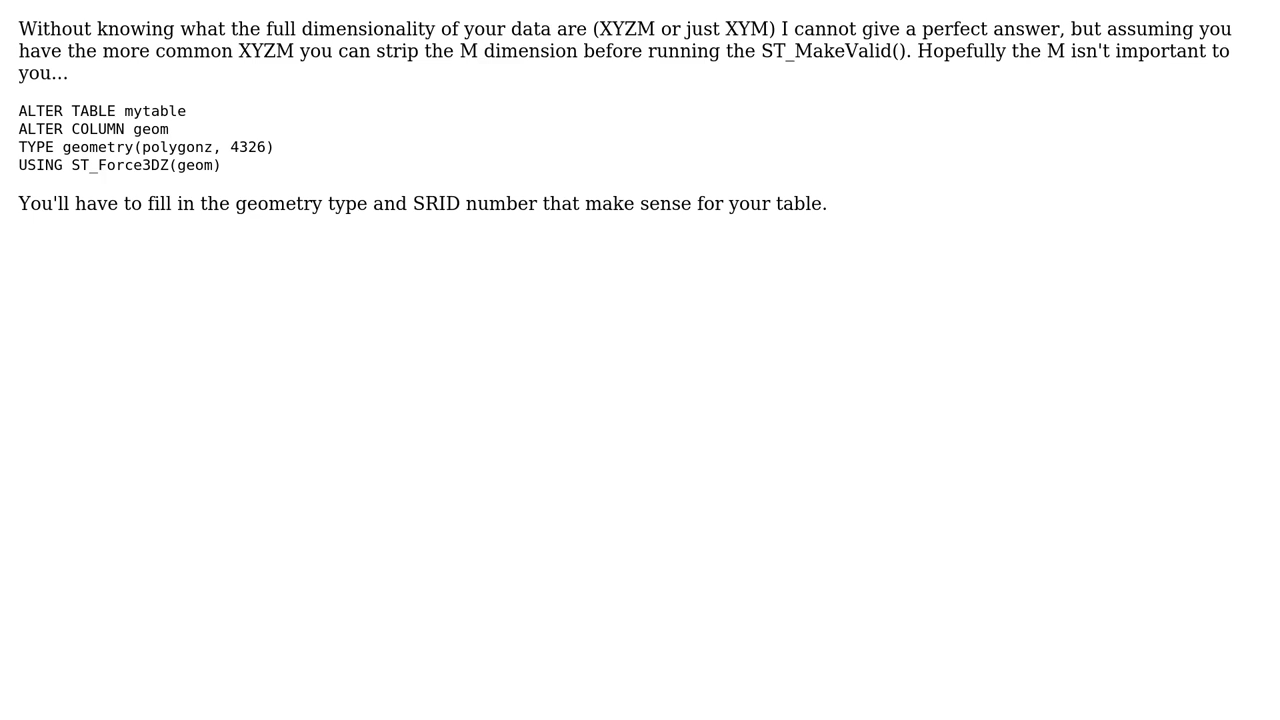 Without knowing what the full dimensionality of your data are (XYZM or just XYM) I cannot give a perfect answer, but assuming you
have the more common XYZM you can strip the M dimension before running the ST_MakeValid(). Hopefully the M isn't important to
you...
ALTER TABLE mytable
ALTER COLUMN geom
TYPE geometry(polygonz, 4326)
USING ST_Force3DZ(geom)
You'll have to fill in the geometry type and SRID number that make sense for your table.